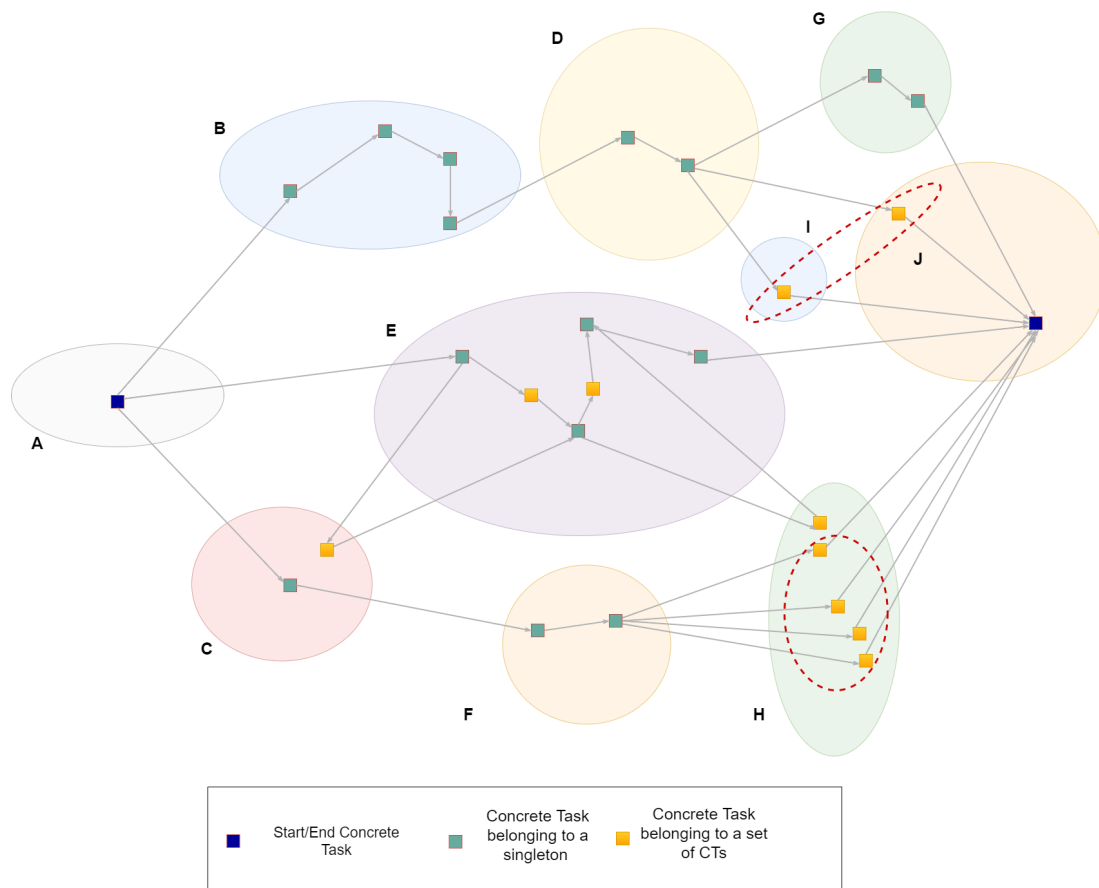 G
D
B
I
J
E
A
C
F
H
Start/End Concrete
Task
Concrete Task
belonging to a
singleton
Concrete Task
belonging to a set
of CTs